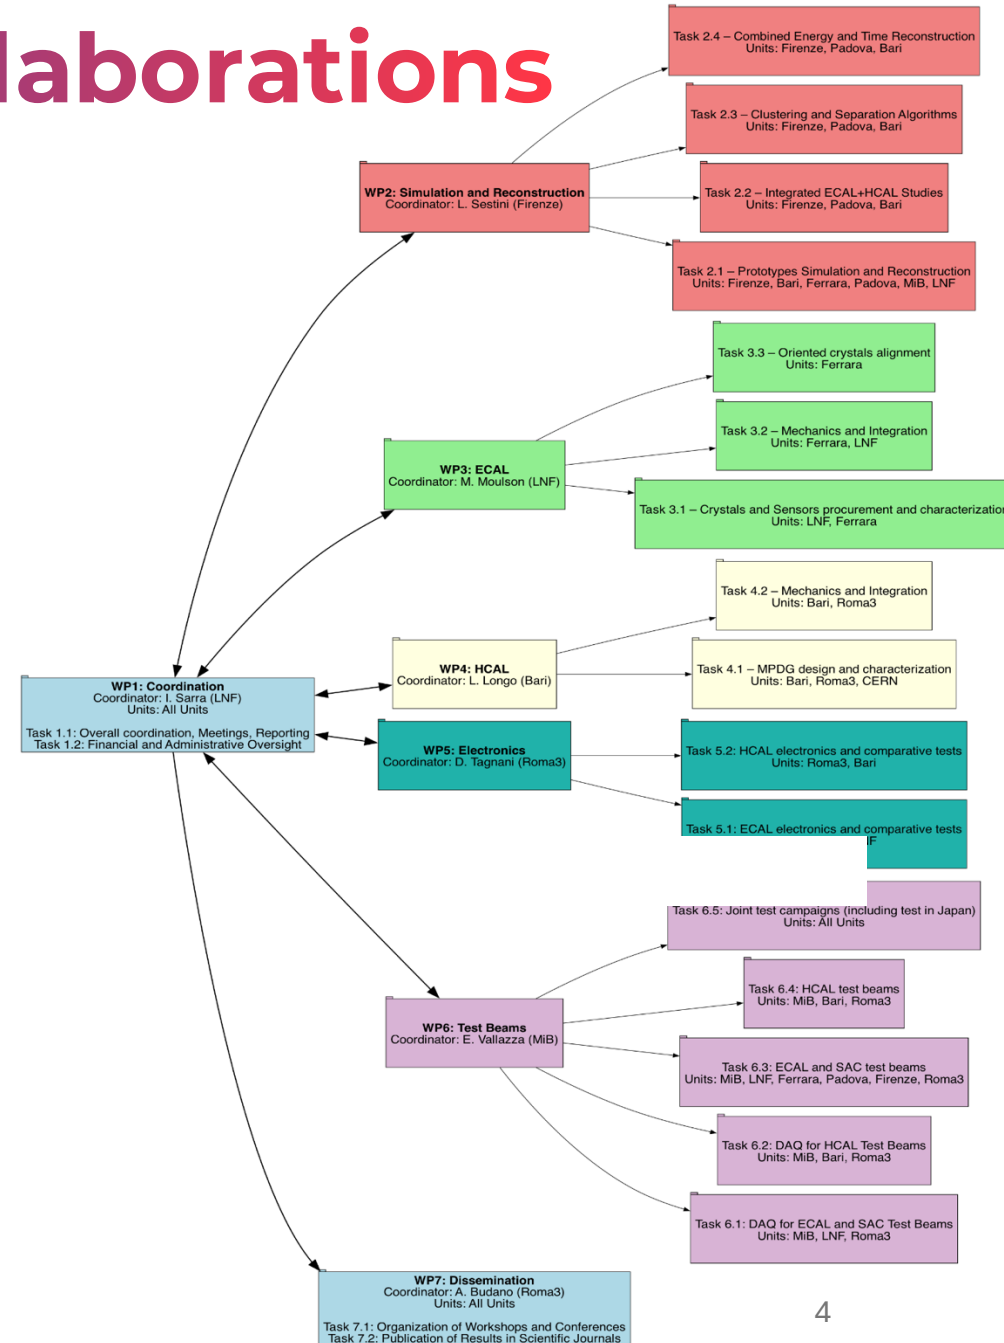 laborations
Task 2.4 – Combined Energy and Time Reconstruction
Units: Firenze, Padova, Bari
Task 2.3 – Clustering and Separation Algorithms
Units: Firenze, Padova, Bari
WP2: Simulation and Reconstruction
Coordinator: L. Sestini (Firenze)
Task 2.2 – Integrated ECAL+HCAL Studies
Units: Firenze, Padova, Bari
Task 2.1 – Prototypes Simulation and Reconstruction
Units: Firenze, Bari, Ferrara, Padova, MiB, LNF
Task 3.3 – Oriented crystals alignment
Units: Ferrara
Task 3.2 – Mechanics and Integration
Units: Ferrara, LNF
WP3: ECAL
Coordinator: M. Moulson (LNF)
Task 3.1 – Crystals and Sensors procurement and characterization
Units: LNF, Ferrara
Task 4.2 – Mechanics and Integration
Units: Bari, Roma3
WP4: HCAL
Coordinator: L. Longo (Bari)
Task 4.1 – MPDG design and characterization
Units: Bari, Roma3, CERN
WP1: Coordination
Coordinator: I. Sarra (LNF)
Units: All Units
Task 1.1: Overall coordination, Meetings, Reporting
Task 1.2: Financial and Administrative Oversight
WP5: Electronics
Coordinator: D. Tagnani (Roma3)
Task 5.2: HCAL electronics and comparative tests
Units: Roma3, Bari
Task 5.1: ECAL electronics and comparative tests
Task 6.5: Joint test campaigns (including test in Japan)
Units: All Units
Task 6.4: HCAL test beams
Units: MiB, Bari, Roma3
WP6: Test Beams
Coordinator: E. Vallazza (MiB)
Task 6.3: ECAL and SAC test beams
Units: MiB, LNF, Ferrara, Padova, Firenze, Roma3
Task 6.2: DAQ for HCAL Test Beams
Units: MiB, Bari, Roma3
Task 6.1: DAQ for ECAL and SAC Test Beams
Units: MiB, LNF, Roma3
WP7: Dissemination
Coordinator: A. Budano (Roma3)
Units: All Units
Task 7.1: Organization of Workshops and Conferences
Task 7.2: Publication of Results in Scientific Journals
4